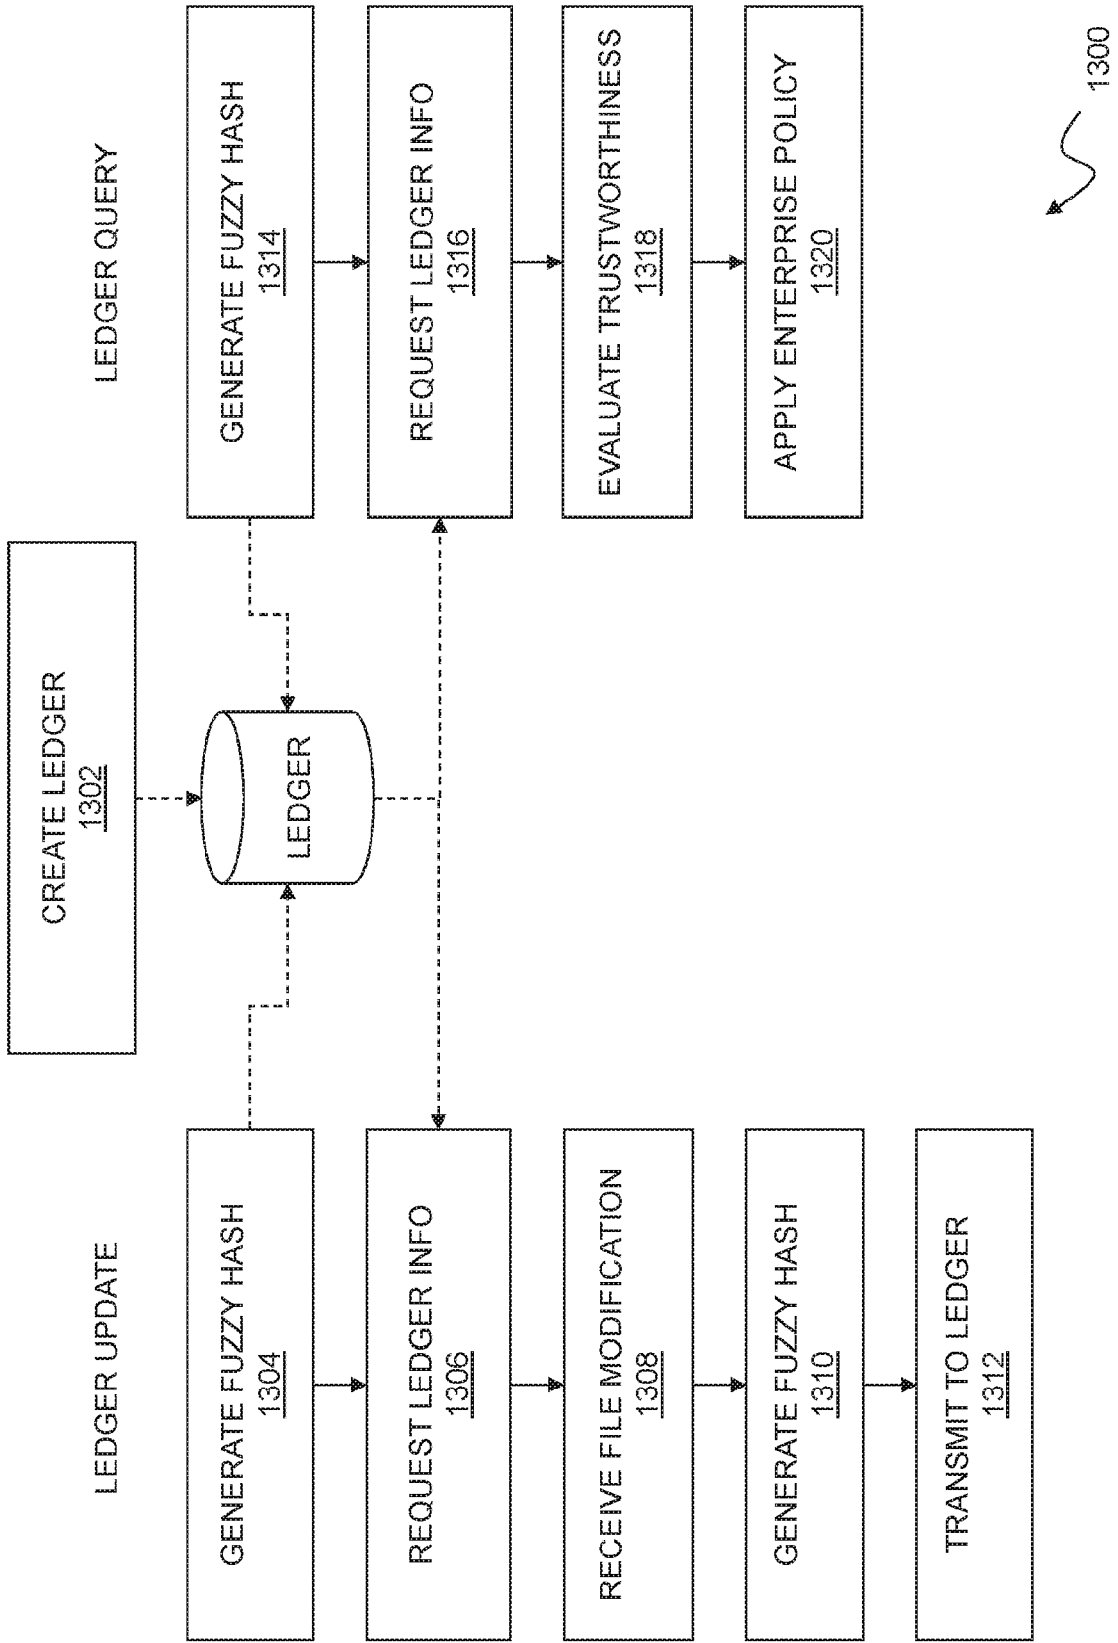 CREATE LEDGER
1302
LEDGER UPDATE
GENERATE FUZZY HASH
1304
REQUEST LEDGER INFO
1306
RECEIVE FILE MODIFICATION
1308
GENERATE FUZZY HASH
1310
TRANSMIT TO LEDGER
1312
LEDGER
LEDGER QUERY
GENERATE FUZZY HASH
1314
REQUEST LEDGER INFO
1316
EVALUATE TRUSTWORTHINESS
1318
APPLY ENTERPRISE POLICY
1320
1300